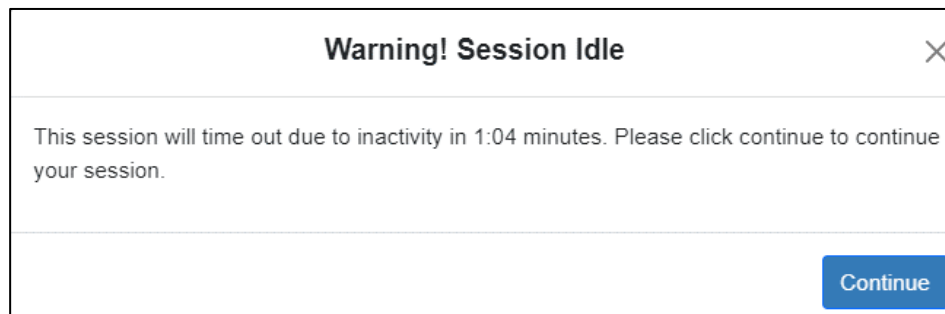 Warning! Session Idle
This session will time out due to inactivity in 1:04 minutes. Please click continue to continue
your session.
Continue